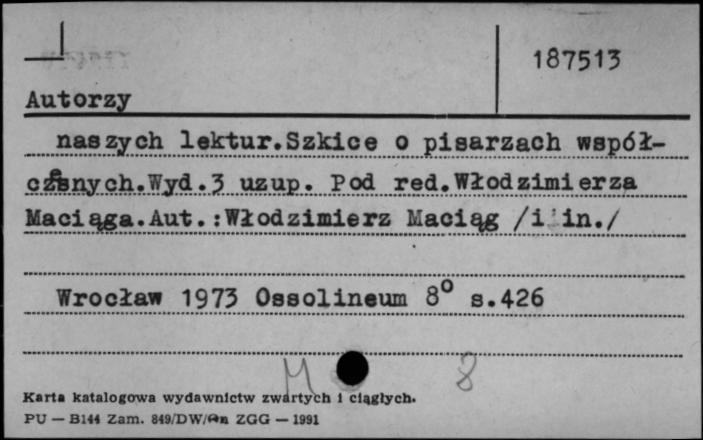 187513
Autorzy
naszych lektur.Szkice o pisarzach współ-
czesnych.Wyd.3 uzup. Pod red.Włodzimierza
Maciąga.Aut.:Włodzimierz Maciąg /i in./
Wrocław 1973 Ossolineum 8° s.426
M 8
Karta katalogowa wydawnictw zwartych i ciągłych.
PU — B144 Zam. 849/DW/ ZGG — 1991